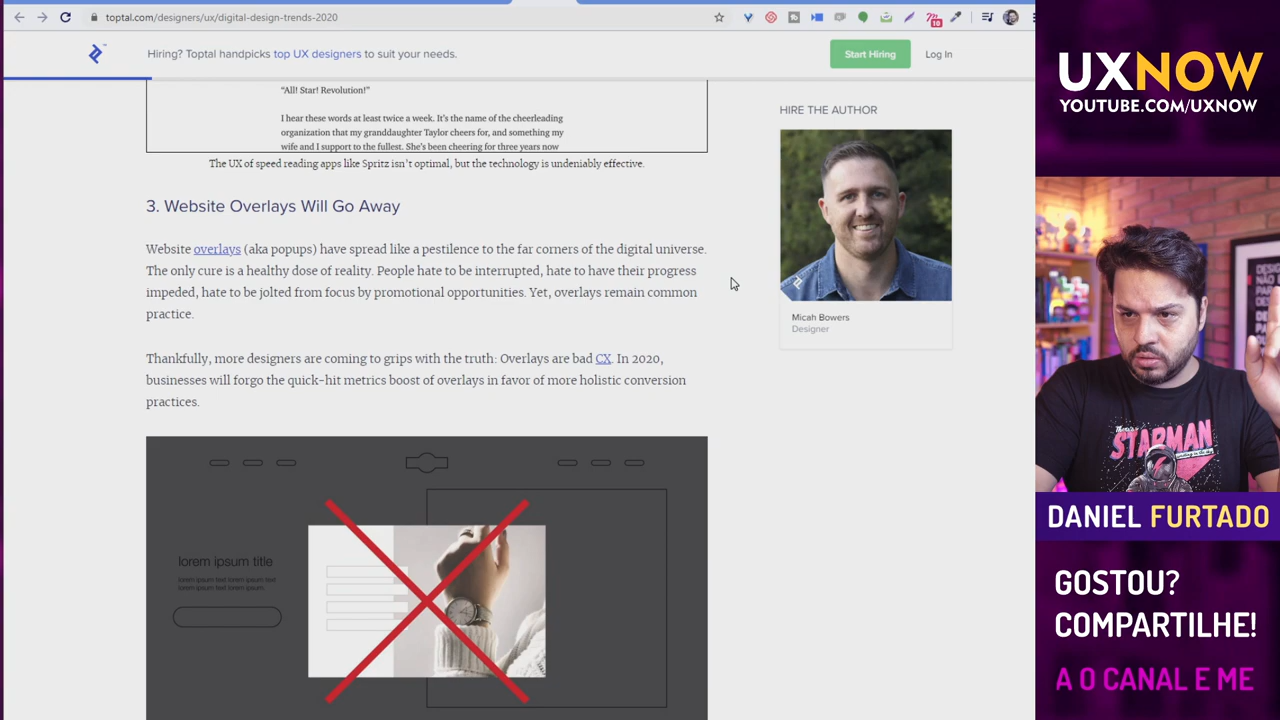 toptal.com/designers/ux/digital-design-trends-2020
Hiring? Toptal handpicks top UX designers to suit your needs.
Start Hiring
Log In
“All! Star! Revolution!”
I hear these words at least twice a week. It’s the name of the cheerleading
organization that my granddaughter Taylor cheers for, and something my
wife and I support to the fullest. She’s been cheering for three years now
The UX of speed reading apps like Spritz isn’t optimal, but the technology is undeniably effective.
3. Website Overlays Will Go Away
Website overlays (aka popups) have spread like a pestilence to the far corners of the digital universe.
The only cure is a healthy dose of reality. People hate to be interrupted, hate to have their progress
impeded, hate to be jolted from focus by promotional opportunities. Yet, overlays remain common
practice.
Thankfully, more designers are coming to grips with the truth: Overlays are bad CX. In 2020,
businesses will forgo the quick-hit metrics boost of overlays in favor of more holistic conversion
practices.
lorem ipsum title
lorem ipsum text lorem ipsum text
lorem ipsum text lorem ipsum
HIRE THE AUTHOR
Micah Bowers
Designer
UXNOW
YOUTUBE.COM/UXNOW
STARMAN
DANIEL FURTADO
GOSTOU?
COMPARTILHE!
A O CANAL E ME